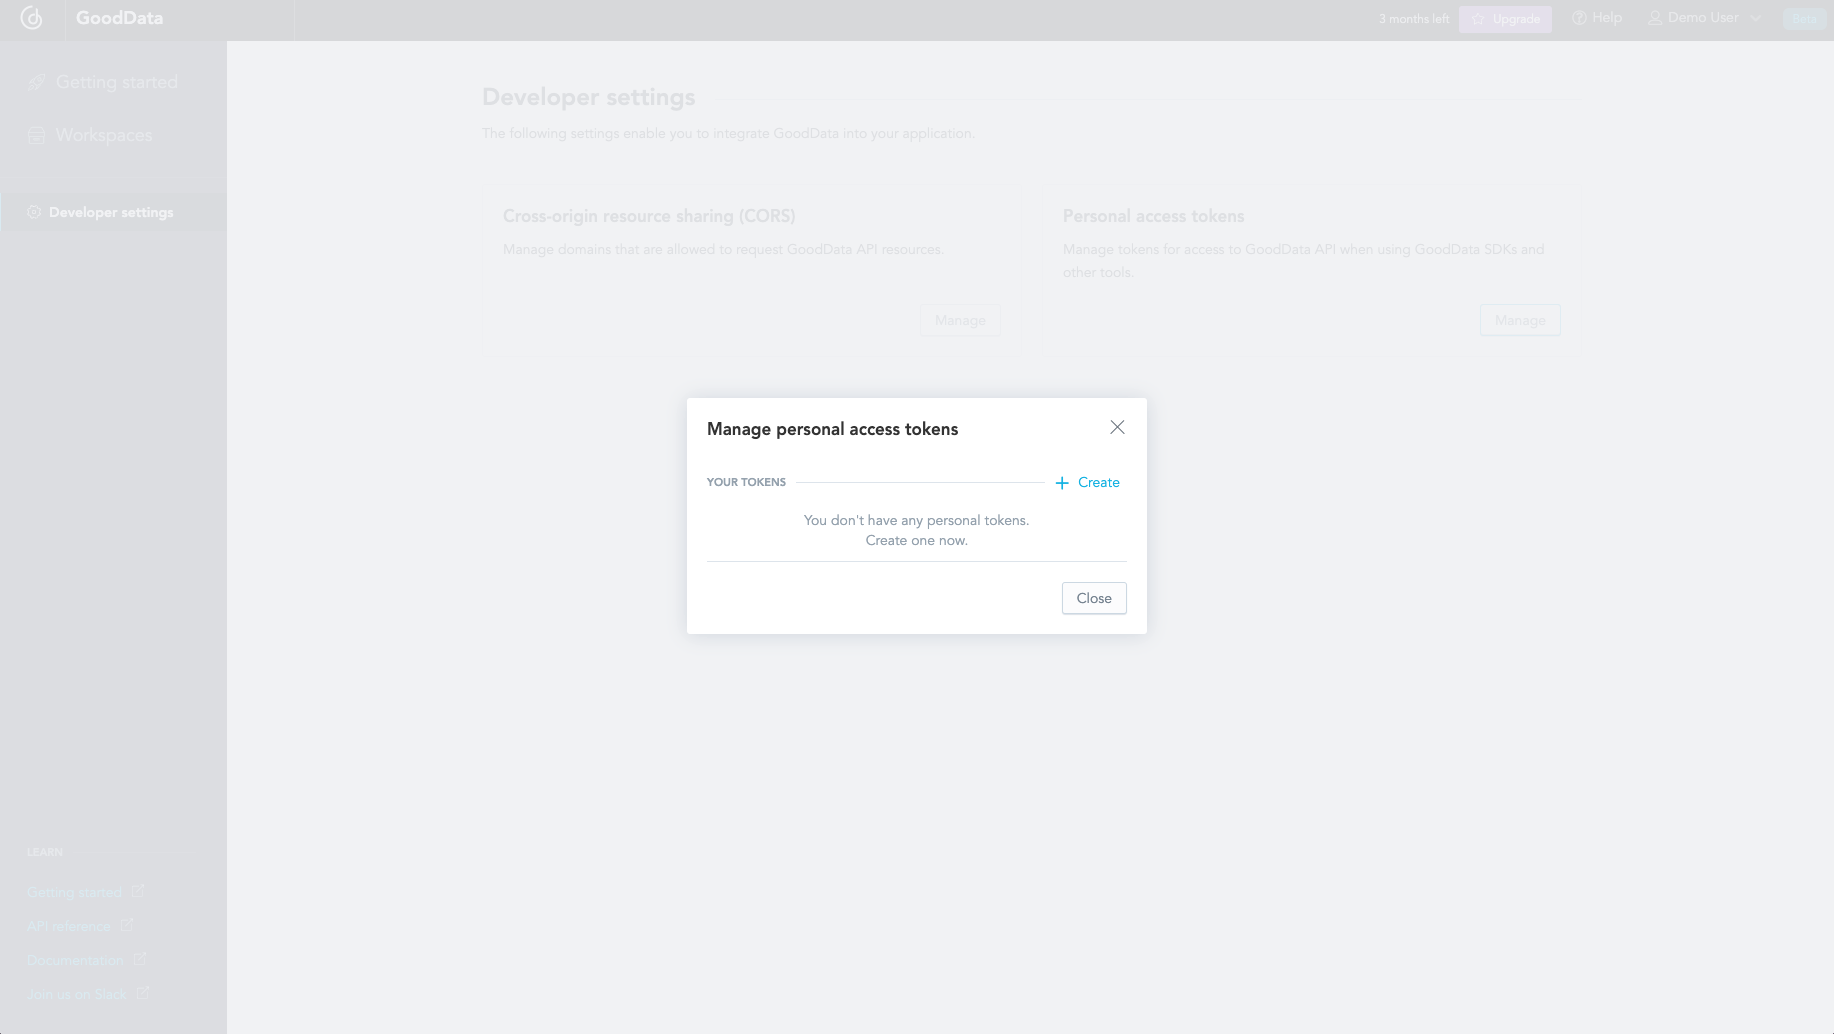 GoodData
3 months left
Upgrade
Help
Demo User
Beta
Getting started
Workspaces
Developer settings
Developer settings
The following settings enable you to integrate GoodData into your application.
Cross-origin resource sharing (CORS)
Manage domains that are allowed to request GoodData API resources.
Manage
Personal access tokens
Manage tokens for access to GoodData API when using GoodData SDKs and
other tools.
Manage
Manage personal access tokens
YOUR TOKENS
Create
You don't have any personal tokens.
Create one now.
Close
LEARN
Getting started
API referance
Documentation
Join us on Slack